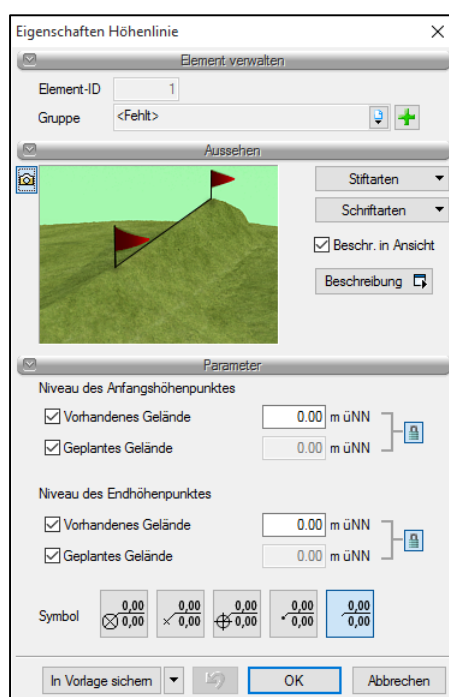 Eigenschaften Höhenlinie
Element verwalten
Element-ID 1
Gruppe <Fehlt>
Aussehen
Stiftarten
Schriftarten
Beschr. in Ansicht
Beschreibung
Parameter
Niveau des Anfangshöhenpunktes
Vorhandenes Gelände 0.00 m üNN
Geplantes Gelände 0.00 m üNN
Niveau des Endhöhenpunktes
Vorhandenes Gelände 0.00 m üNN
Geplantes Gelände 0.00 m üNN
Symbol
0,00 0,00 0,00 0,00 0,00
0,00 0,00 0,00 0,00 0,00
In Vorlage sichern OK Abbrechen